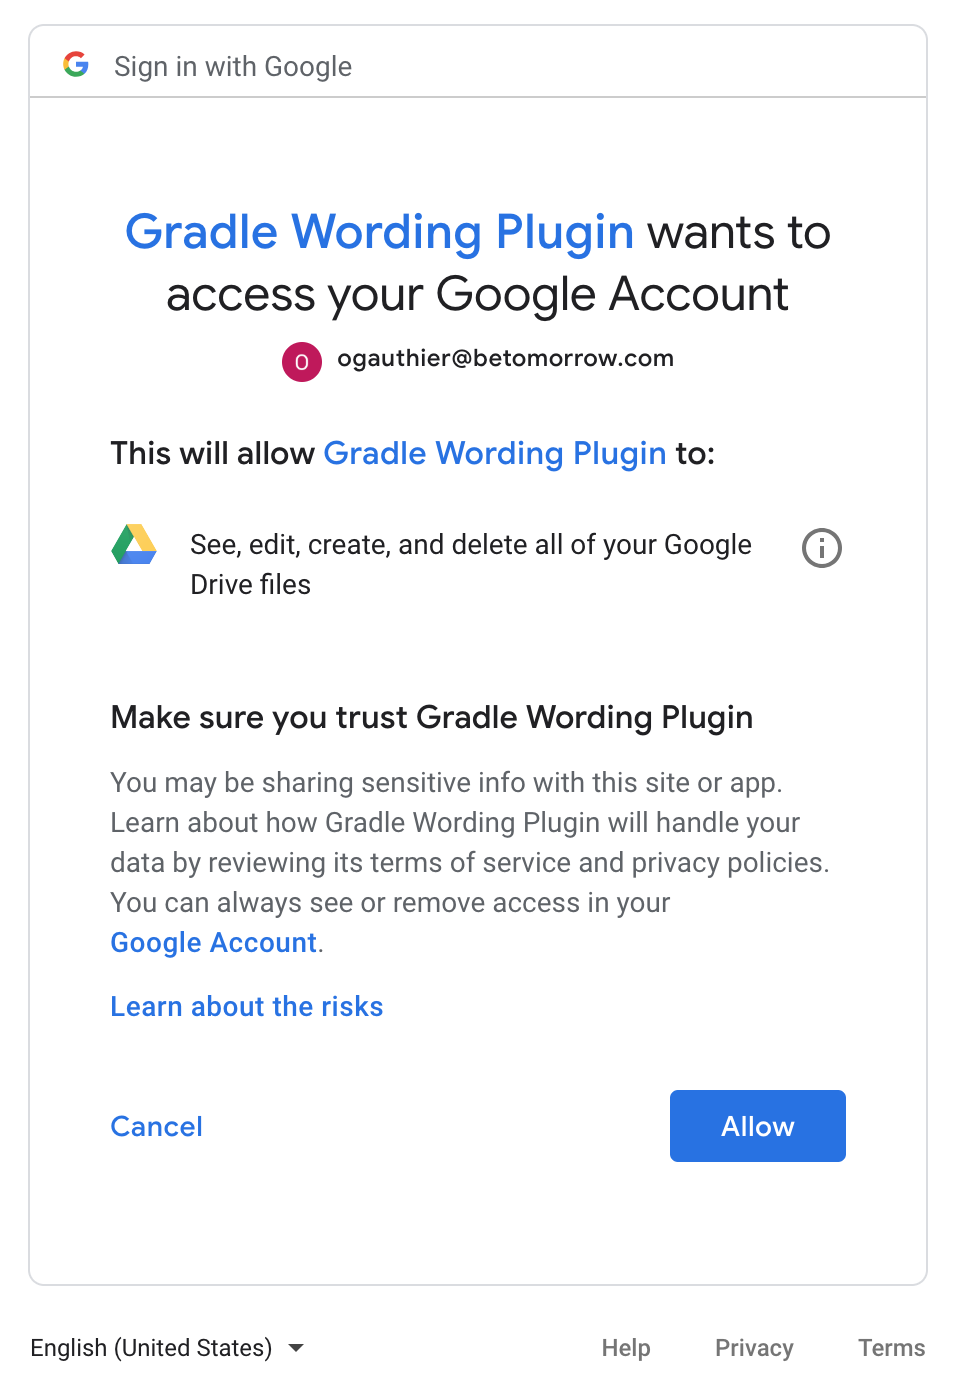 Sign in with Google
Gradle Wording Plugin wants to
access your Google Account
O
ogauthier@betomorrow.com
This will allow Gradle Wording Plugin to:
See, edit, create, and delete all of your Google
Drive files
Make sure you trust Gradle Wording Plugin
You may be sharing sensitive info with this site or app.
Learn about how Gradle Wording Plugin will handle your
data by reviewing its terms of service and privacy policies.
You can always see or remove access in your
Google Account.
Learn about the risks
Cancel
Allow
English (United States)
Help
Privacy
Terms